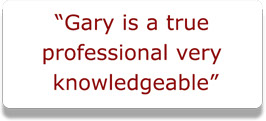 “Gary is a true
professional very
knowledgeable”